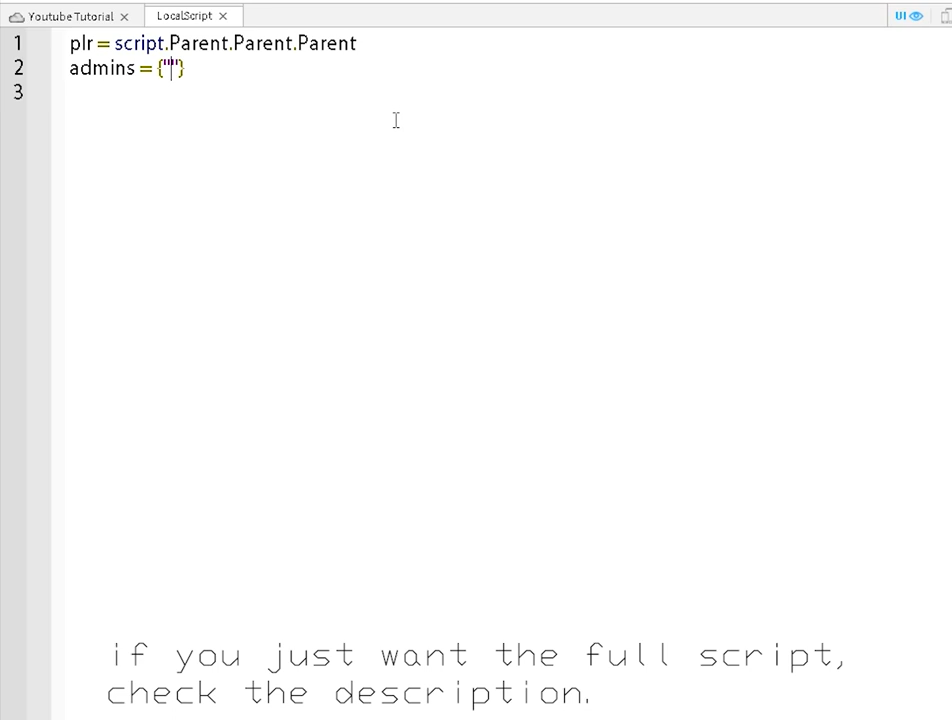 Youtube Tutorial × LocalScript × UI
1 plr = script.Parent.Parent.Parent
2 admins = {""}
3
if you just want the full script,
check the description.